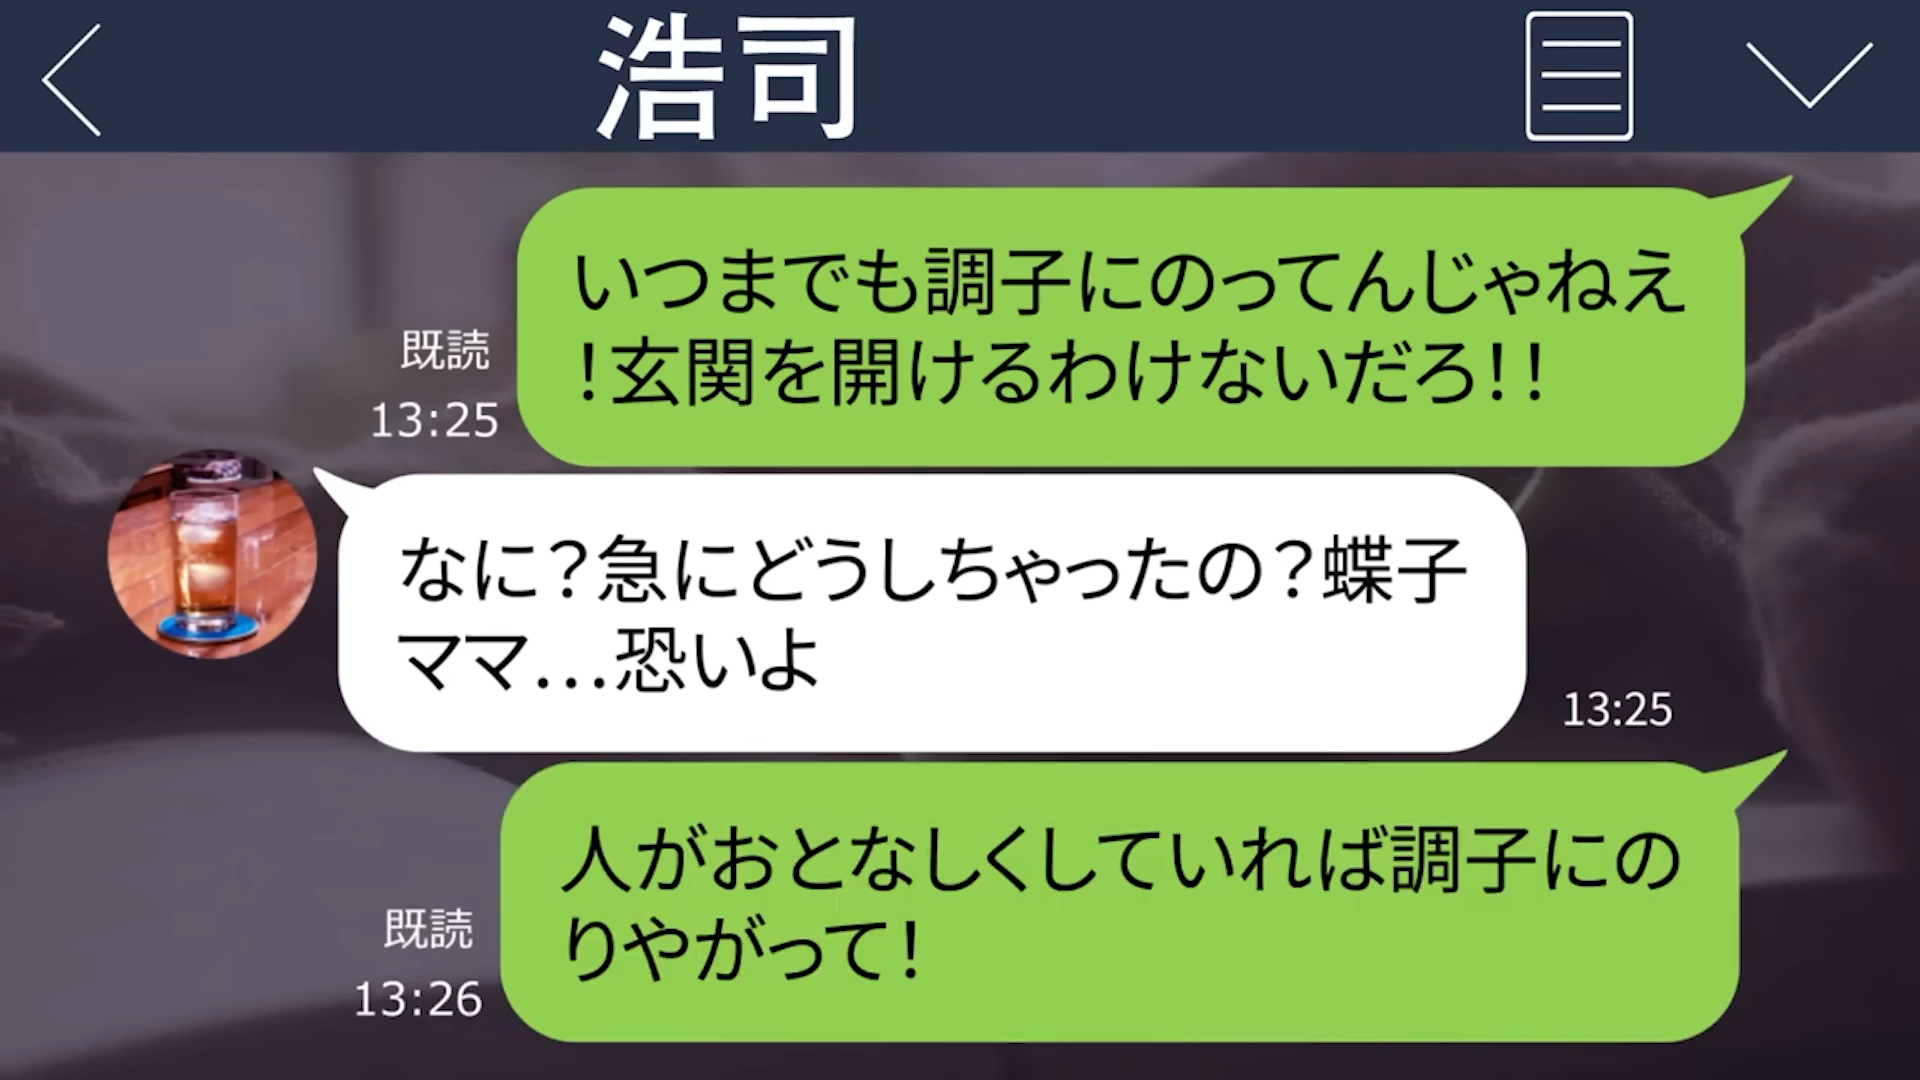 浩司
いつまでも調子にのってんじゃねえ
！玄関を開けるわけないだろ！！
既読
13:25
なに？急にどうしちゃったの？蝶子
ママ…恐いよ
13:25
人がおとなしくしていれば調子にの
りやがって！
既読
13:26